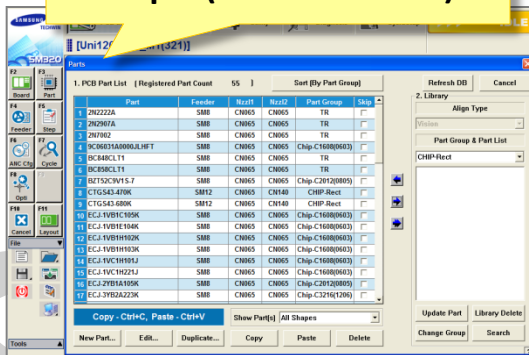 SAMSUNG
TECHWIN
SM320
[Uni12
(321)]
Parts
1. PCB Part List [ Registered Part Count 55 ]
Sort (By Part Group)
Refresh DB
Cancel
2. Library
Align Type
Vision
Part Group & Part List
CHIP-Rect
Part Feeder Nzzl1 Nzzl2 Part Group Skip
1 2N2222A SM8 CN065 CN065 TR
2 2N2907A SM8 CN065 CN065 TR
3 2N7002 SM8 CN065 CN065 TR
4 9C06031A0000JLHFT SM8 CN065 CN065 Chip-C1608(0603)
5 BC848CLT1 SM8 CN065 CN065 TR
6 BC858CLT1 SM8 CN065 CN065 TR
7 BZT52C9V1S-7 SM8 CN065 CN065 Chip-C2012(0805)
8 CTGS43-470K SM12 CN065 CN140 CHIP-Rect
9 CTGS43-680K SM12 CN065 CN140 CHIP-Rect
10 ECJ-1VB1C105K SM8 CN065 CN065 Chip-C1608(0603)
11 ECJ-1VB1E104K SM8 CN065 CN065 Chip-C1608(0603)
12 ECJ-1VB1H102K SM8 CN065 CN065 Chip-C1608(0603)
13 ECJ-1VB1H103K SM8 CN065 CN065 Chip-C1608(0603)
14 ECJ-1VC1H101J SM8 CN065 CN065 Chip-C1608(0603)
15 ECJ-1VC1H221J SM8 CN065 CN065 Chip-C1608(0603)
16 ECJ-2YB1A105K SM8 CN065 CN065 Chip-C2012(0805)
17 ECJ-3YB2A223K SM8 CN065 CN065 Chip-C3216(1206)
Copy - Ctrl+C, Paste - Ctrl+V
Show Part[s]
All Shapes
New Part...
Edit...
Duplicate...
Copy
Paste
Delete
Update Part
Library Delete
Change Group
Search
F2
F3
Board
Part
F4
F5
Feeder
Step
F6
F7
ANC Cfg
Cycle
F8
Opti
F10
F11
Cancel
Layout
File
Tools